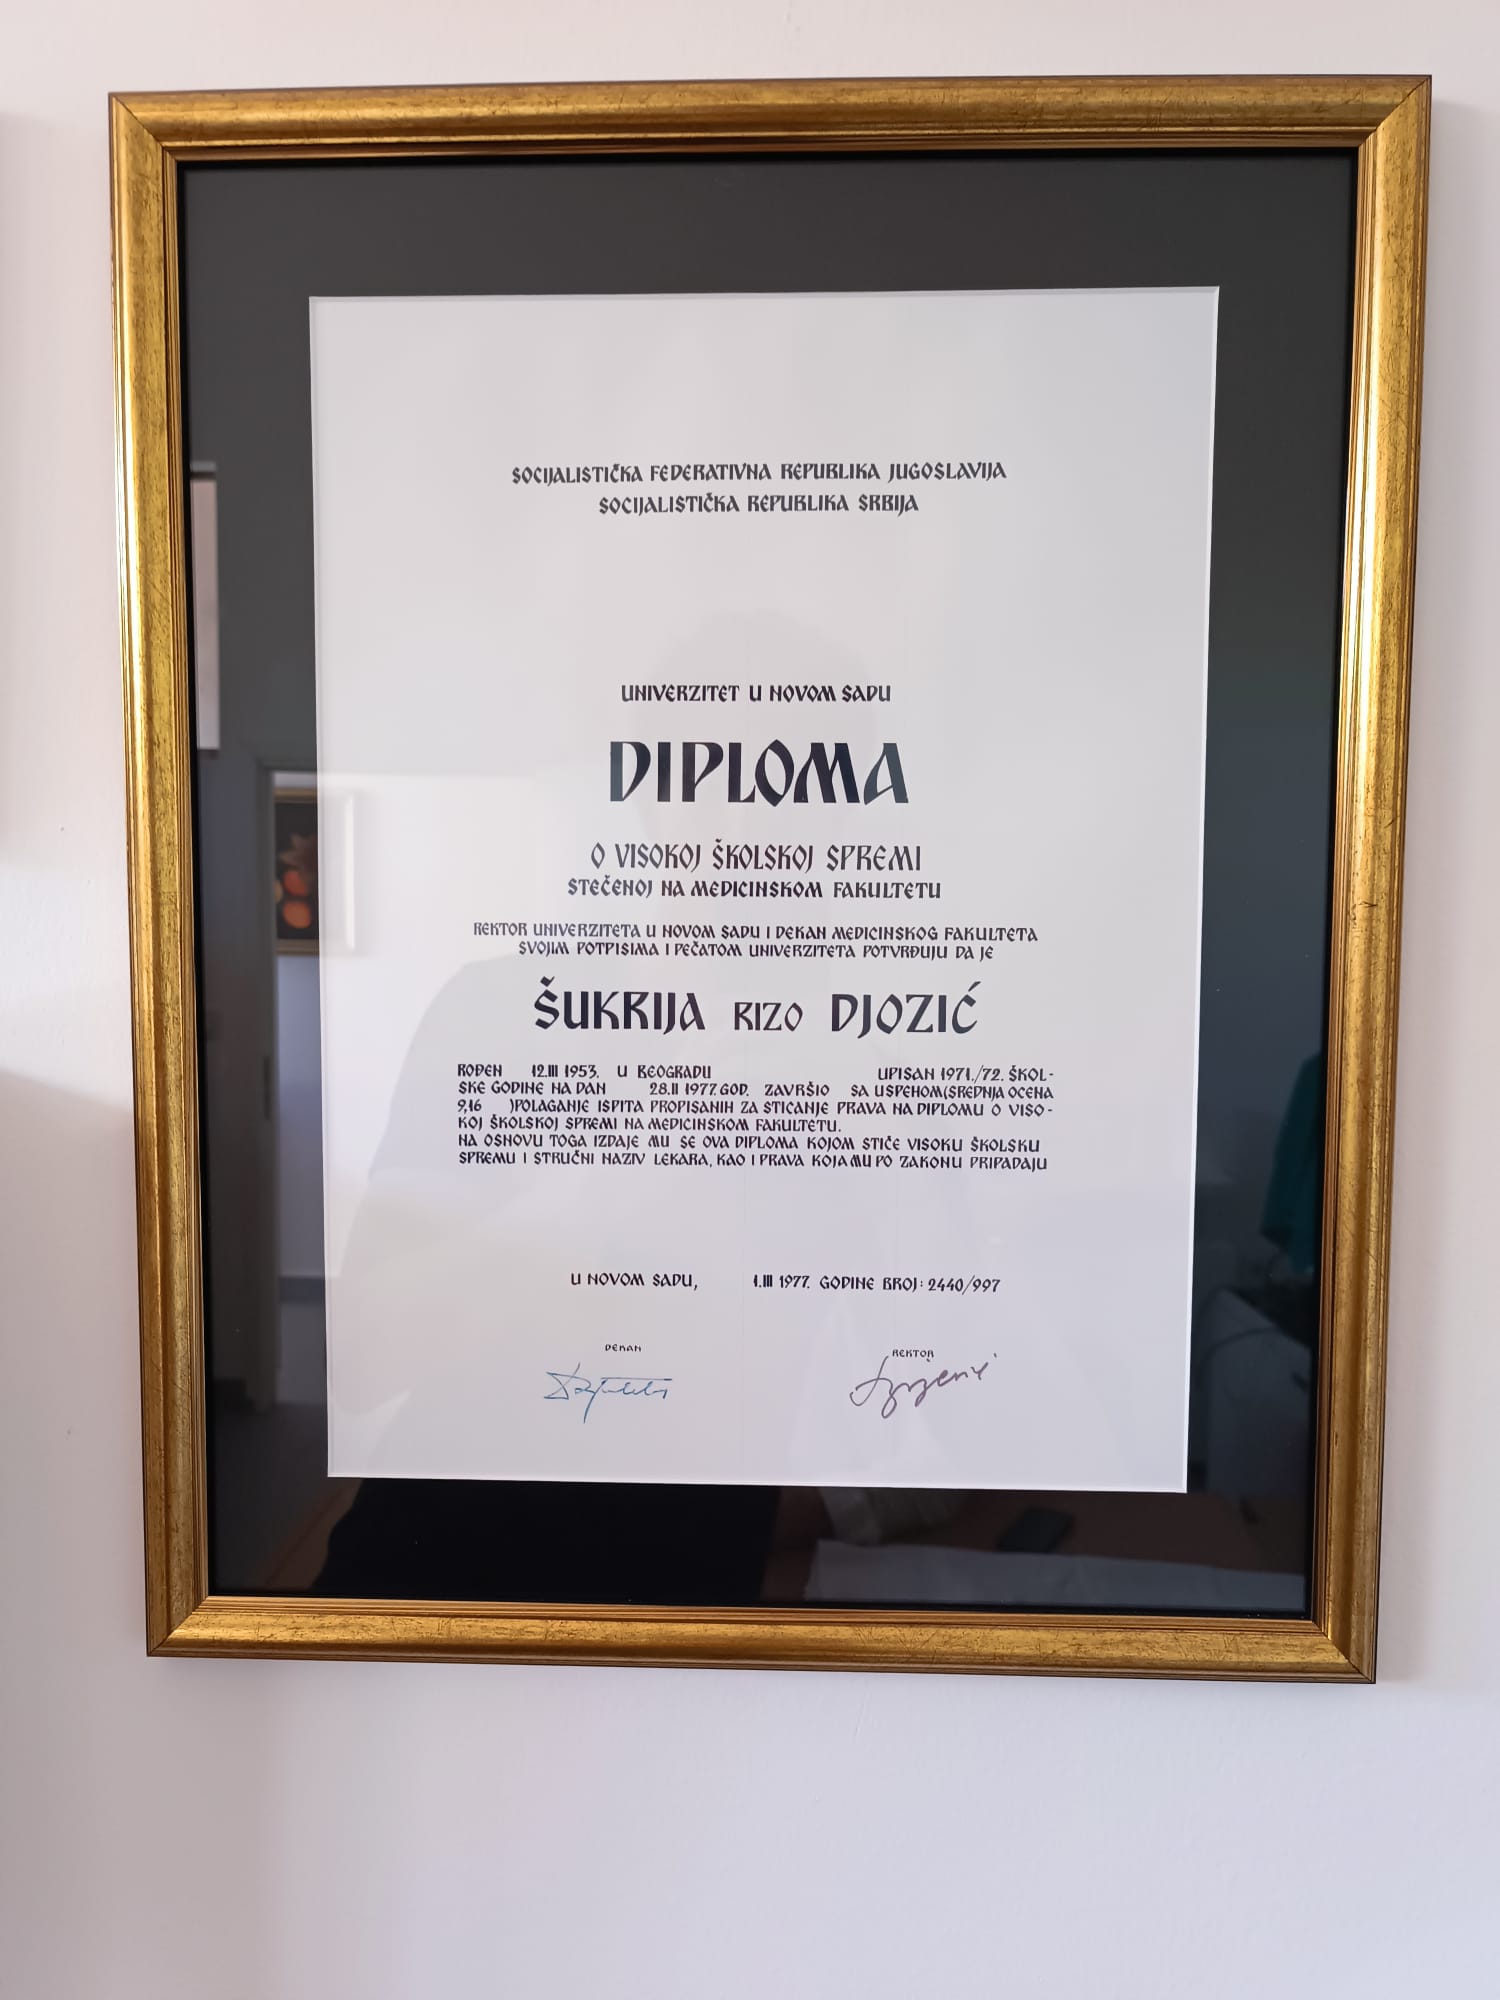 SOCIJALISTIČKA FEDERATIVNA REPUBLIKA JUGOSLAVIJA
SOCIJALISTIČKA REPUBLIKA SRBIJA
UNIVERZITET U NOVOM SADU
DIPLOMA
O VISOKOJ ŠKOLSKOJ SPREMI
STEČENOJ NA MEDICINSKOM FAKULTETU
REKTOR UNIVERZITETA U NOVOM SADU I DEKAN MEDICINSKOG FAKULTETA
SVOJIM POTPISIMA I PEČATOM UNIVERZITETA POTVRĐUJU DA JE
ŠUKRIJA RIZO DJOZIĆ
ROĐEN 12.III 1953. U BEOGRADU UPISAN 1971./72. ŠKOL-
SKE GODINE NA DAN 28.II 1977. GOD. ZAVRŠIO SA USPEHOM(SREDNJA OCENA
9,16 )POLAGANJE ISPITA PROPISANIH ZA STICANJE PRAVA NA DIPLOMU O VISO-
KOJ ŠKOLSKOJ SPREMI NA MEDICINSKOM FAKULTETU.
NA OSNOVU TOGA IZDAJE MU SE OVA DIPLOMA KOJOM STIČE VISOKU ŠKOLSKU
SPREMU I STRUČNI NAZIV LEKARA, KAO I PRAVA KOJA MU PO ZAKONU PRIPADAJU
U NOVOM SADU, 1.III 1977. GODINE BROJ: 2440/997
DEKAN REKTOR